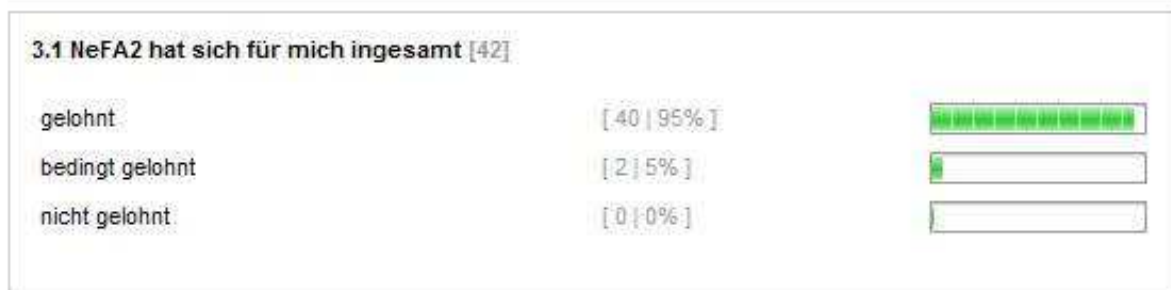 3.1 NeFA2 hat sich für mich ingesamt [42]
gelohnt [ 40 | 95% ]
bedingt gelohnt [ 2 | 5% ]
nicht gelohnt [ 0 | 0% ]